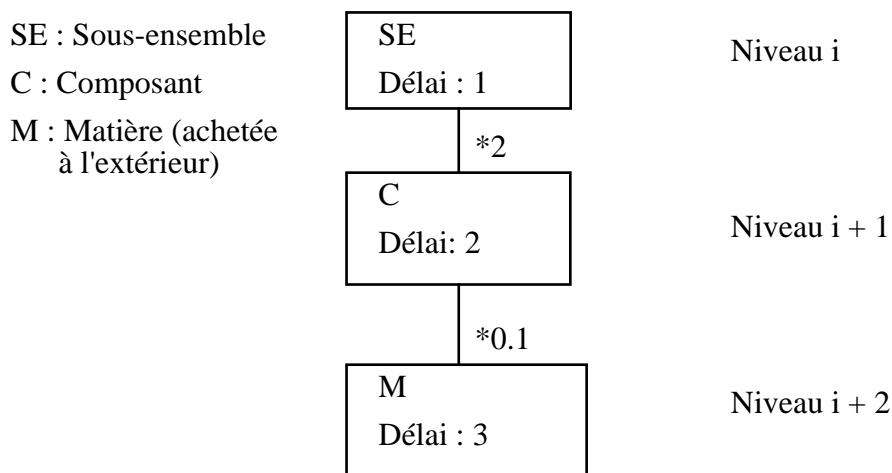 SE : Sous-ensemble
C : Composant
M : Matière (achetée
à l'extérieur)
SE
Délai : 1
Niveau i
*2
C
Délai: 2
Niveau i + 1
*0.1
M
Délai : 3
Niveau i + 2